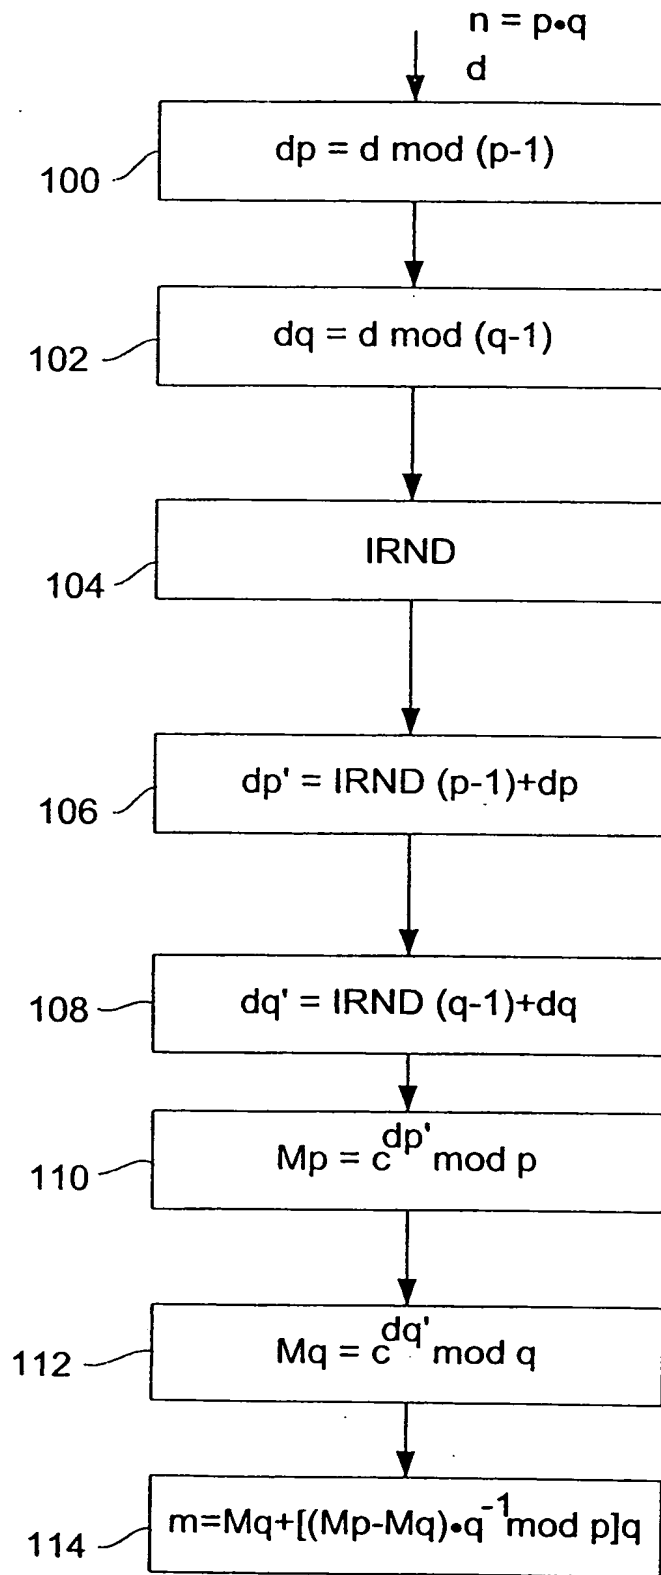 n = p•q
d
dp = d mod (p-1)
100
dq = d mod (q-1)
102
IRND
104
dp' = IRND (p-1)+dp
106
dq' = IRND (q-1)+dq
108
Mp = c^dp' mod p
110
Mq = c^dq' mod q
112
m=Mq+[(Mp-Mq)•q^-1 mod p]q
114